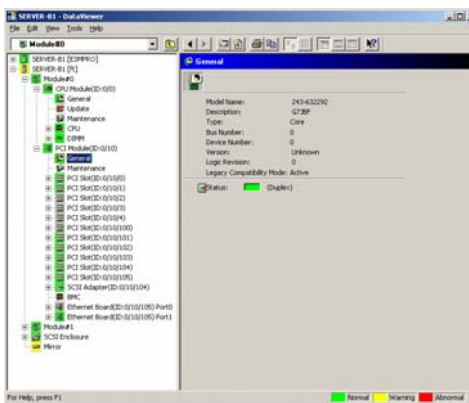 SERVER-B1 - DataViewer
File Edit View Tools Help
Module#0
SERVER-B1 [ESMPRO]
SERVER-B1 [ft]
Module#0
CPU Module(ID:0/0)
General
Update
Maintenance
CPU
DIMM
PCI Module(ID:0/10)
General
Maintenance
PCI Slot(ID:0/10/0)
PCI Slot(ID:0/10/1)
PCI Slot(ID:0/10/2)
PCI Slot(ID:0/10/3)
PCI Slot(ID:0/10/4)
PCI Slot(ID:0/10/100)
PCI Slot(ID:0/10/101)
PCI Slot(ID:0/10/102)
PCI Slot(ID:0/10/103)
PCI Slot(ID:0/10/104)
PCI Slot(ID:0/10/105)
SCSI Adapter(ID:0/10/104)
BMC
Ethernet Board(ID:0/10/105) Port0
Ethernet Board(ID:0/10/105) Port1
Module#1
SCSI Enclosure
Mirror
General
Model Name: 243-632292
Description: G7JBF
Type: Core
Bus Number: 0
Device Number: 0
Version: Unknown
Logic Revision: 0
Legacy Compatibility Mode: Active
Status: (Duplex)
For Help, press F1
Normal Warning Abnormal